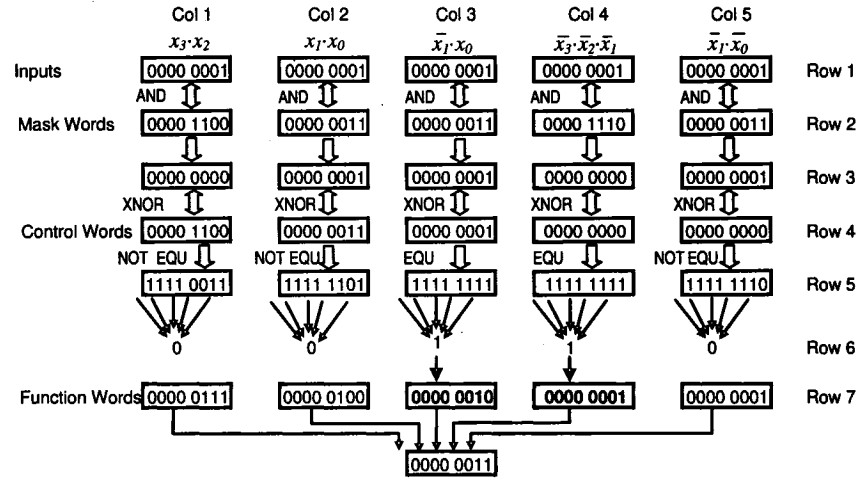 Col 1 Col 2 Col 3 Col 4 Col 5
x₃·x₂ x₁·x₀ x̄₁·x₀ x̄₃·x̄₂·x̄₁ x̄₁·x̄₀
Inputs 0000 0001 0000 0001 0000 0001 0000 0001 0000 0001 Row 1
AND AND AND AND AND
Mask Words 0000 1100 0000 0011 0000 0011 0000 1110 0000 0011 Row 2
0000 0000 0000 0001 0000 0001 0000 0000 0000 0001 Row 3
XNOR XNOR XNOR XNOR XNOR
Control Words 0000 1100 0000 0011 0000 0001 0000 0000 0000 0000 Row 4
NOT EQU NOT EQU EQU EQU NOT EQU
1111 0011 1111 1101 1111 1111 1111 1111 1111 1110 Row 5
0 0 1 1 0 Row 6
Function Words 0000 0111 0000 0100 0000 0010 0000 0001 0000 0001 Row 7
0000 0011